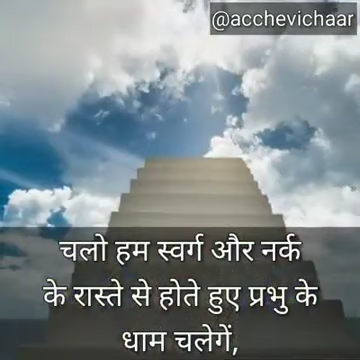 @acchevichaar
चलो हम स्वर्ग और नर्क
के रास्ते से होते हुए प्रभु के
धाम चलेगें,